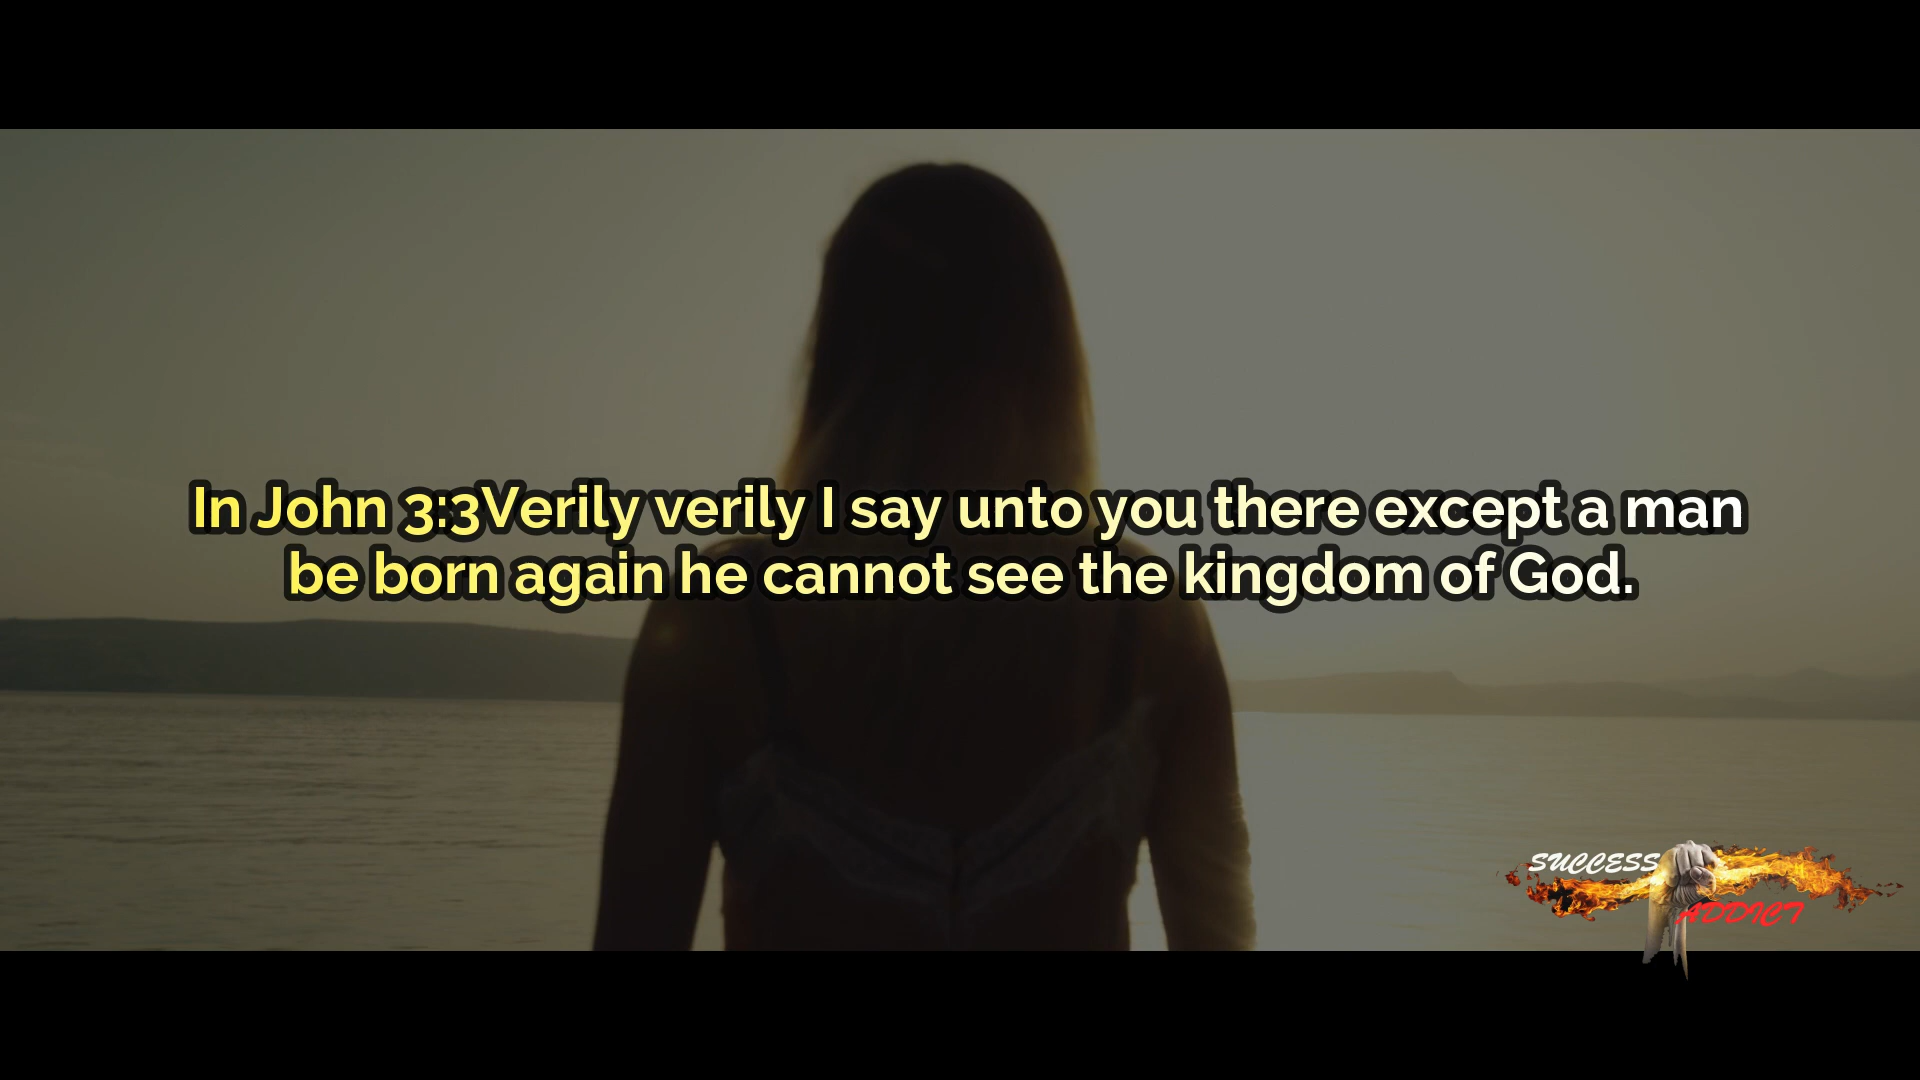 In John 3:3Verily verily I say unto you there except a man
be born again he cannot see the kingdom of God.
SUCCESS
ADDICT